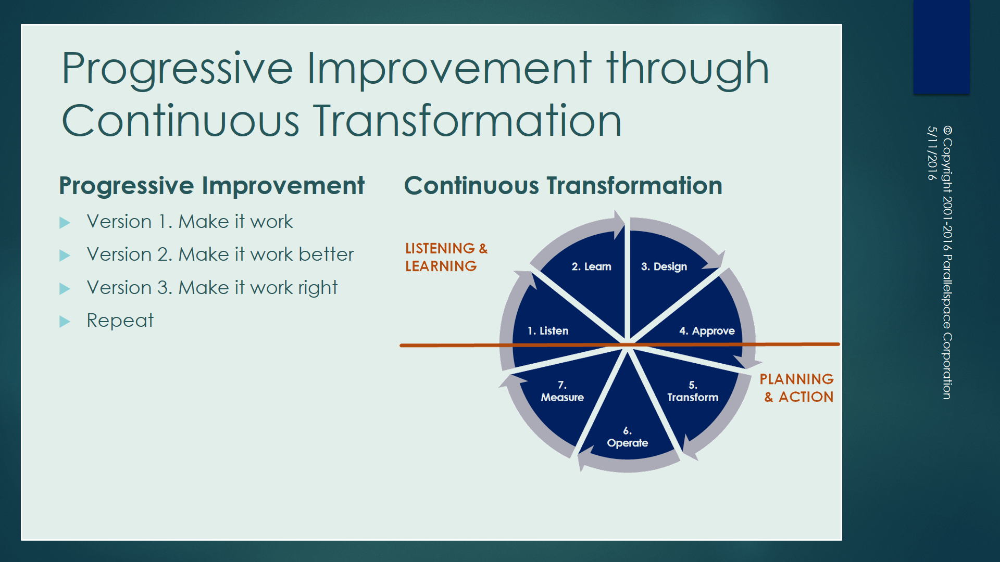 Progressive Improvement through
Continuous Transformation
Progressive Improvement
Version 1. Make it work
Version 2. Make it work better
Version 3. Make it work right
Repeat
Continuous Transformation
LISTENING &
LEARNING
1. Listen
2. Learn
3. Design
4. Approve
5.
Transform
6.
Operate
7.
Measure
PLANNING
& ACTION
© Copyright 2001-2016 Parallelspace Corporation
5/11/2016